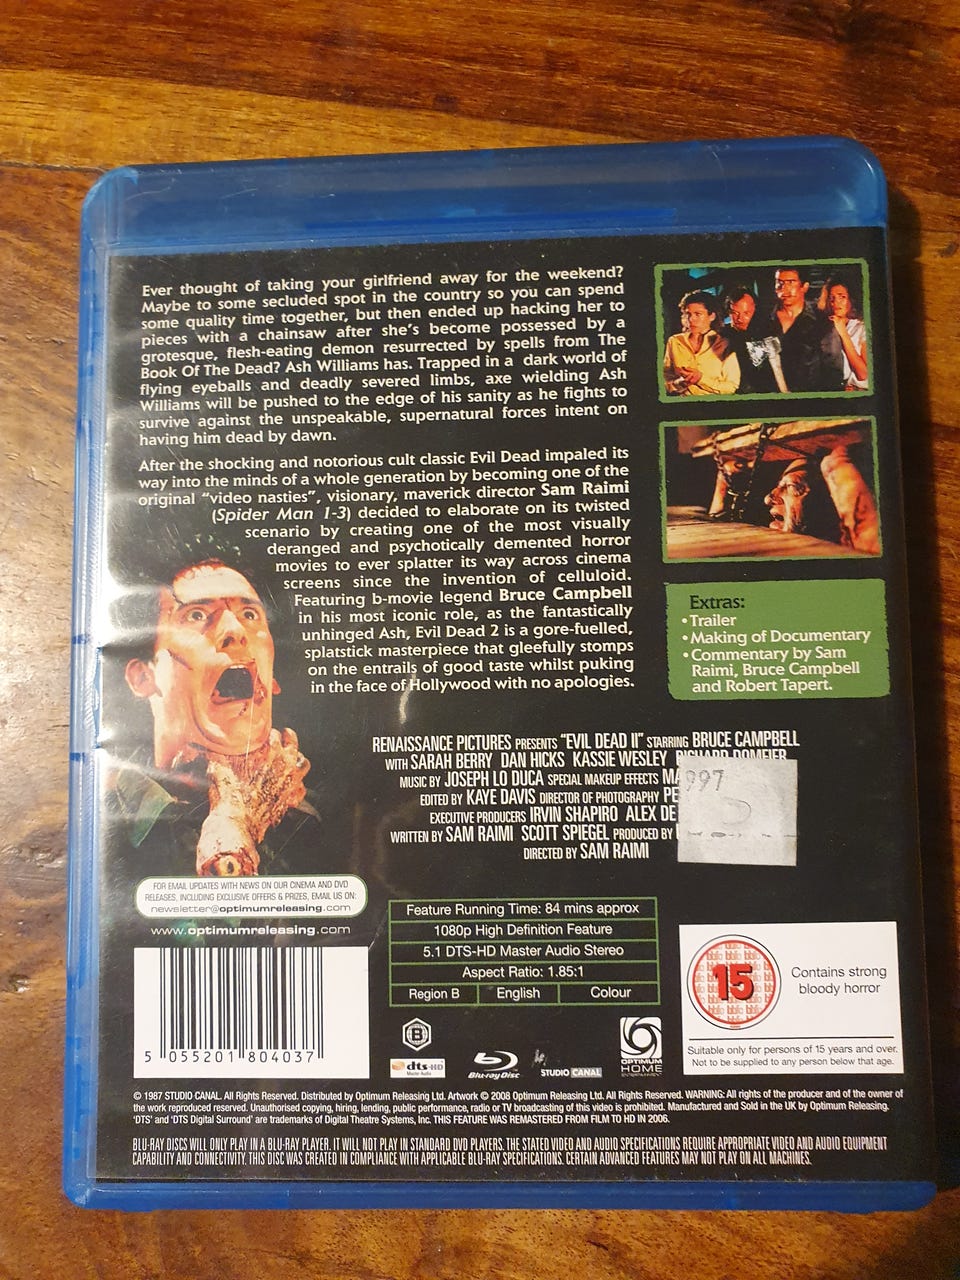 Ever thought of taking your girlfriend away for the weekend?
Maybe to some secluded spot in the country so you can spend
some quality time together, but then ended up hacking her to
pieces with a chainsaw after she's become possessed by a
grotesque, flesh-eating demon resurrected by spells from The
Book Of The Dead? Ash Williams has. Trapped in a dark world of
flying eyeballs and deadly severed limbs, axe wielding Ash
Williams will be pushed to the edge of his sanity as he fights to
survive against the unspeakable, supernatural forces intent on
having him dead by dawn.
After the shocking and notorious cult classic Evil Dead impaled its
way into the minds of a whole generation by becoming one of the
original "video nasties", visionary, maverick director Sam Raimi
(Spider Man 1-3) decided to elaborate on its twisted
scenario by creating one of the most visually
deranged and psychotically demented horror
movies to ever splatter its way across cinema
screens since the invention of celluloid.
Featuring b-movie legend Bruce Campbell
in his most iconic role, as the fantastically
unhinged Ash, Evil Dead 2 is a gore-fuelled,
splatstick masterpiece that gleefully stomps
on the entrails of good taste whilst puking
in the face of Hollywood with no apologies.
Extras:
• Trailer
• Making of Documentary
• Commentary by Sam
Raimi, Bruce Campbell
and Robert Tapert.
RENAISSANCE PICTURES PRESENTS "EVIL DEAD II" STARRING BRUCE CAMPBELL
WITH SARAH BERRY DAN HICKS KASSIE WESLEY RICHARD DOMEIER
MUSIC BY JOSEPH LO DUCA SPECIAL MAKEUP EFFECTS MA
EDITED BY KAYE DAVIS DIRECTOR OF PHOTOGRAPHY PE
EXECUTIVE PRODUCERS IRVIN SHAPIRO ALEX DE
WRITTEN BY SAM RAIMI SCOTT SPIEGEL PRODUCED BY
DIRECTED BY SAM RAIMI
997
FOR EMAIL UPDATES WITH NEWS ON OUR CINEMA AND DVD
RELEASES, INCLUDING EXCLUSIVE OFFERS & PRIZES, EMAIL US ON:
newsletter@optimumreleasing.com
www.optimumreleasing.com
5 055201 804037
Feature Running Time: 84 mins approx
1080p High Definition Feature
5.1 DTS-HD Master Audio Stereo
Aspect Ratio: 1.85:1
Region B English Colour
B
dts-HD
Master Audio
Blu-ray Disc
STUDIO CANAL
OPTIMUM
HOME
ENTERTAINMENT
15
Contains strong
bloody horror
Suitable only for persons of 15 years and over.
Not to be supplied to any person below that age.
© 1987 STUDIO CANAL. All Rights Reserved. Distributed by Optimum Releasing Ltd. Artwork © 2008 Optimum Releasing Ltd. All Rights Reserved. WARNING: All rights of the producer and of the owner of
the work reproduced reserved. Unauthorised copying, hiring, lending, public performance, radio or TV broadcasting of this video is prohibited. Manufactured and Sold in the UK by Optimum Releasing.
'DTS' and 'DTS Digital Surround' are trademarks of Digital Theatre Systems, Inc. THIS FEATURE WAS REMASTERED FROM FILM TO HD IN 2006.
BLU-RAY DISCS WILL ONLY PLAY IN A BLU-RAY PLAYER. IT WILL NOT PLAY IN STANDARD DVD PLAYERS. THE STATED VIDEO AND AUDIO SPECIFICATIONS REQUIRE APPROPRIATE VIDEO AND AUDIO EQUIPMENT
CAPABILITY AND CONNECTIVITY. THIS DISC WAS CREATED IN COMPLIANCE WITH APPLICABLE BLU-RAY SPECIFICATIONS. CERTAIN ADVANCED FEATURES MAY NOT PLAY ON ALL MACHINES.